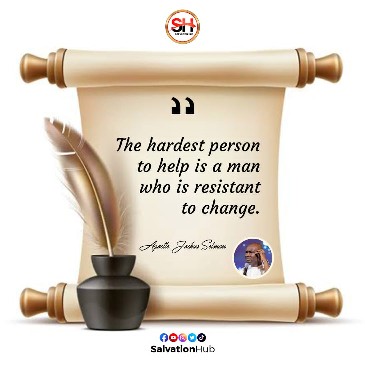 SH
"
The hardest person
to help is a man
who is resistant
to change.
Apostle Joshua Selman
SalvationHub